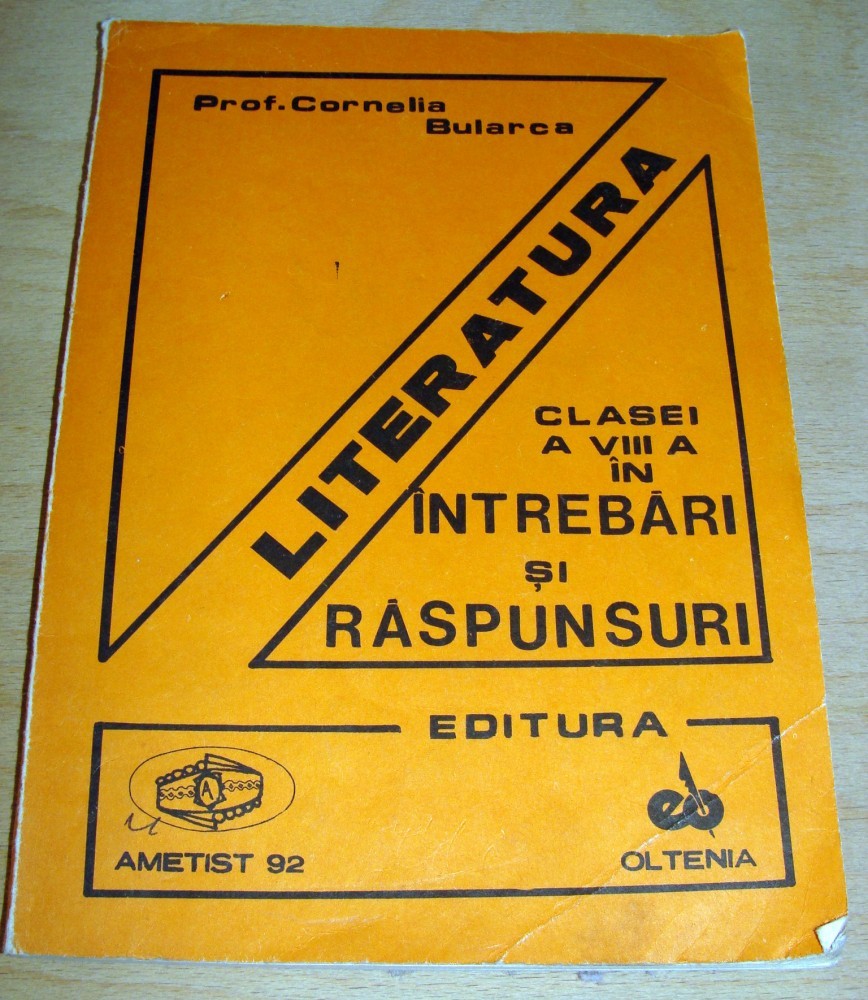 Prof. Cornelia
Bularca
LITERATURA
CLASEI
A VIII A
ÎN
ÎNTREBĂRI
ȘI
RĂSPUNSURI
EDITURA
A
AMETIST 92
OLTENIA